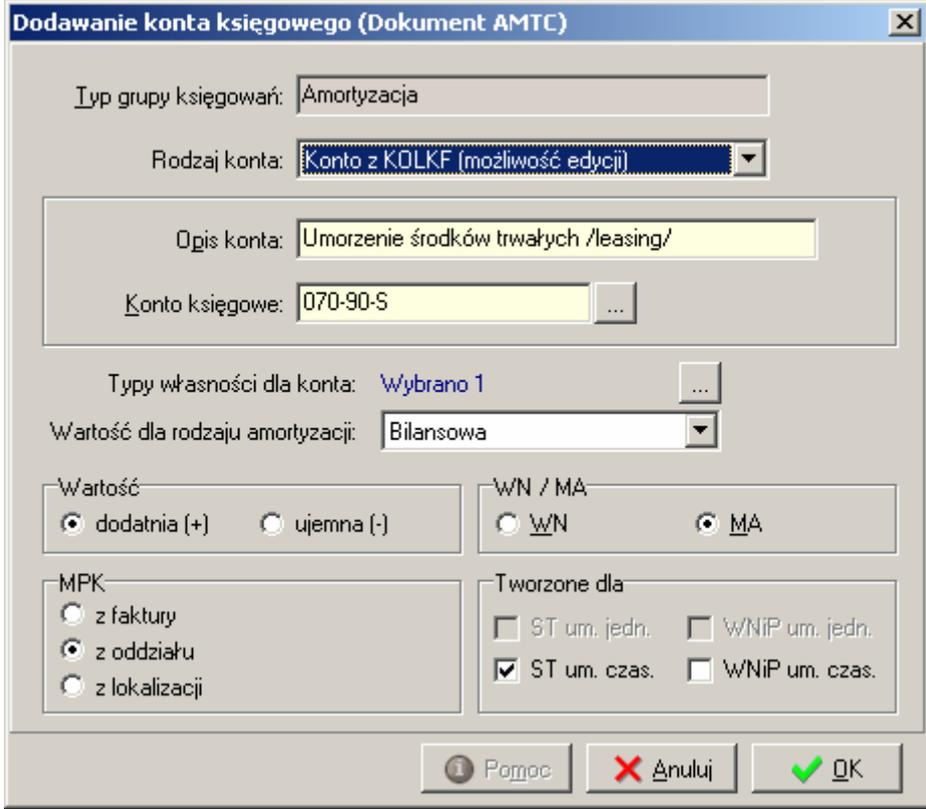 Dodawanie konta księgowego (Dokument AMTC)
Typ grupy księgowań: Amortyzacja
Rodzaj konta: Konto z KOLKF (możliwość edycji)
Opis konta: Umorzenie środków trwałych /leasing/
Konto księgowe: 070-90-S ...
Typy własności dla konta: Wybrano 1 ...
Wartość dla rodzaju amortyzacji: Bilansowa
Wartość WN / MA
dodatnia (+) ujemna (-) WN MA
MPK Tworzone dla
z faktury ST um. jedn. WNiP um. jedn.
z oddziału ST um. czas. WNiP um. czas.
z lokalizacji
Pomoc Anuluj OK